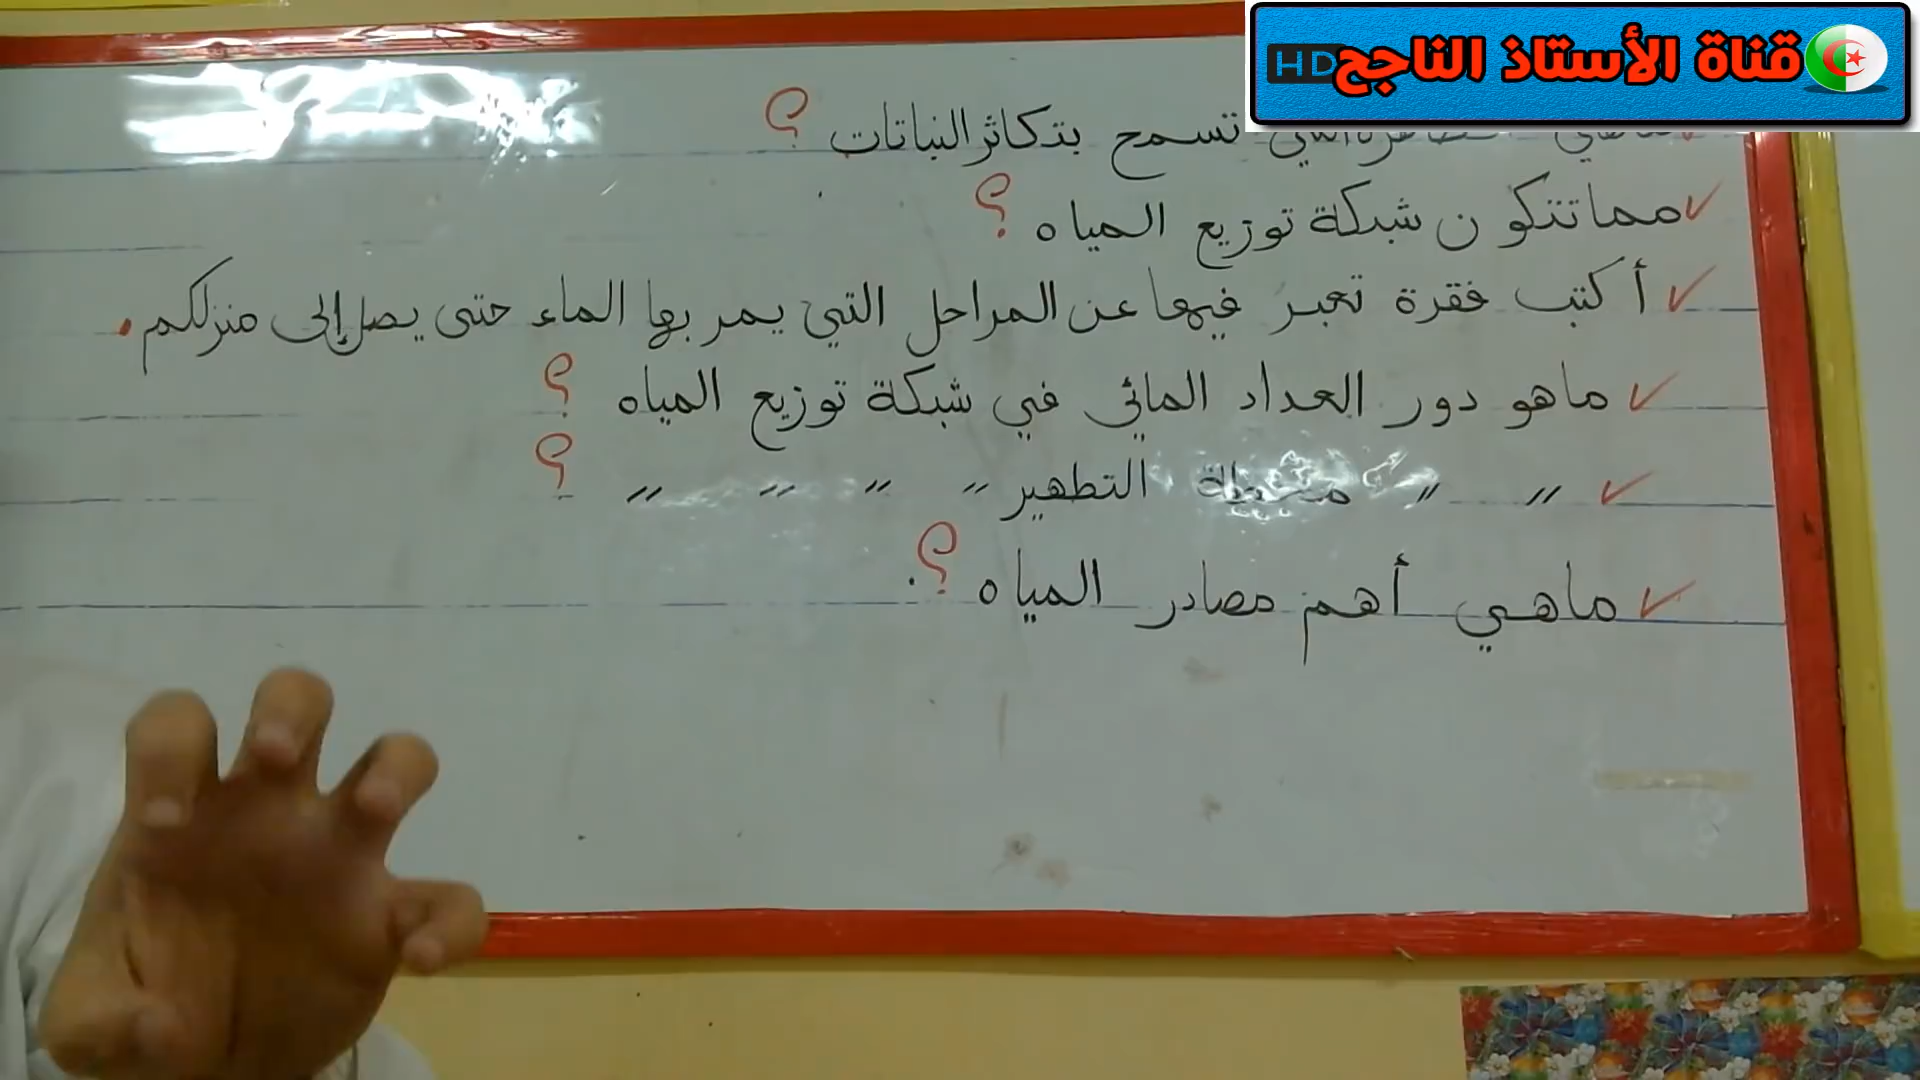 قناة الأستاذ الناجح HD
تسمح بتكاثر النباتات ؟
مما تتكون شبكة توزيع المياه ؟
أكتب فقرة تعبر فيها عن المراحل التي يمر بها الماء حتى يصل إلى منزلكم .
ماهو دور العداد المائي في شبكة توزيع المياه ؟
〃 〃 التطهير 〃 〃 〃 〃 ؟
ماهي أهم مصادر المياه ؟